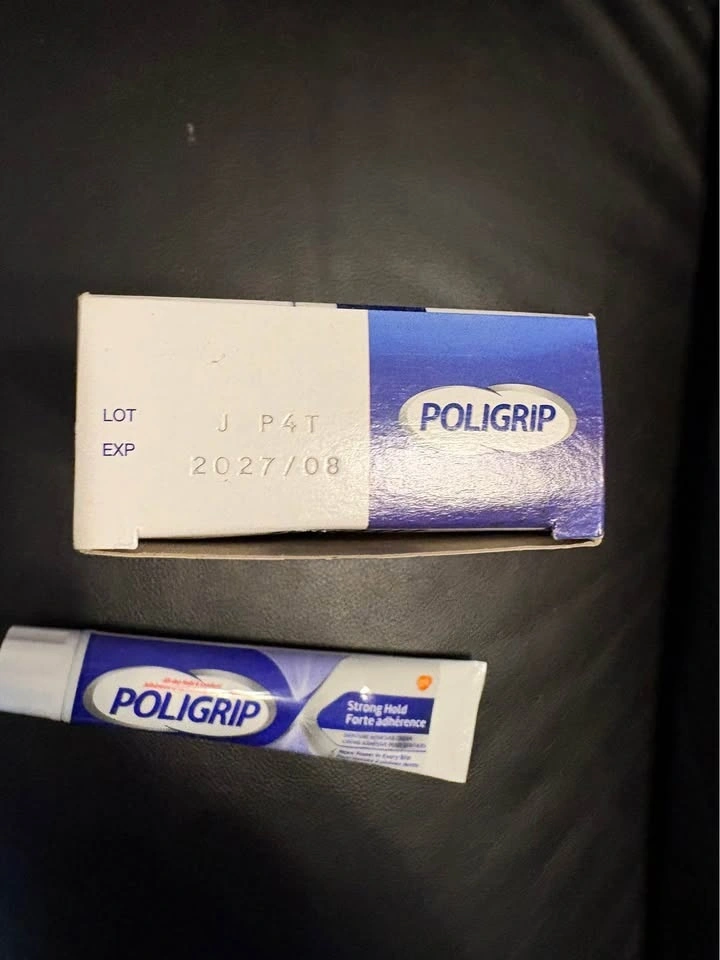 LOT J P4T
EXP 2027/08
POLIGRIP
POLIGRIP
Strong Hold
Forte adhérence